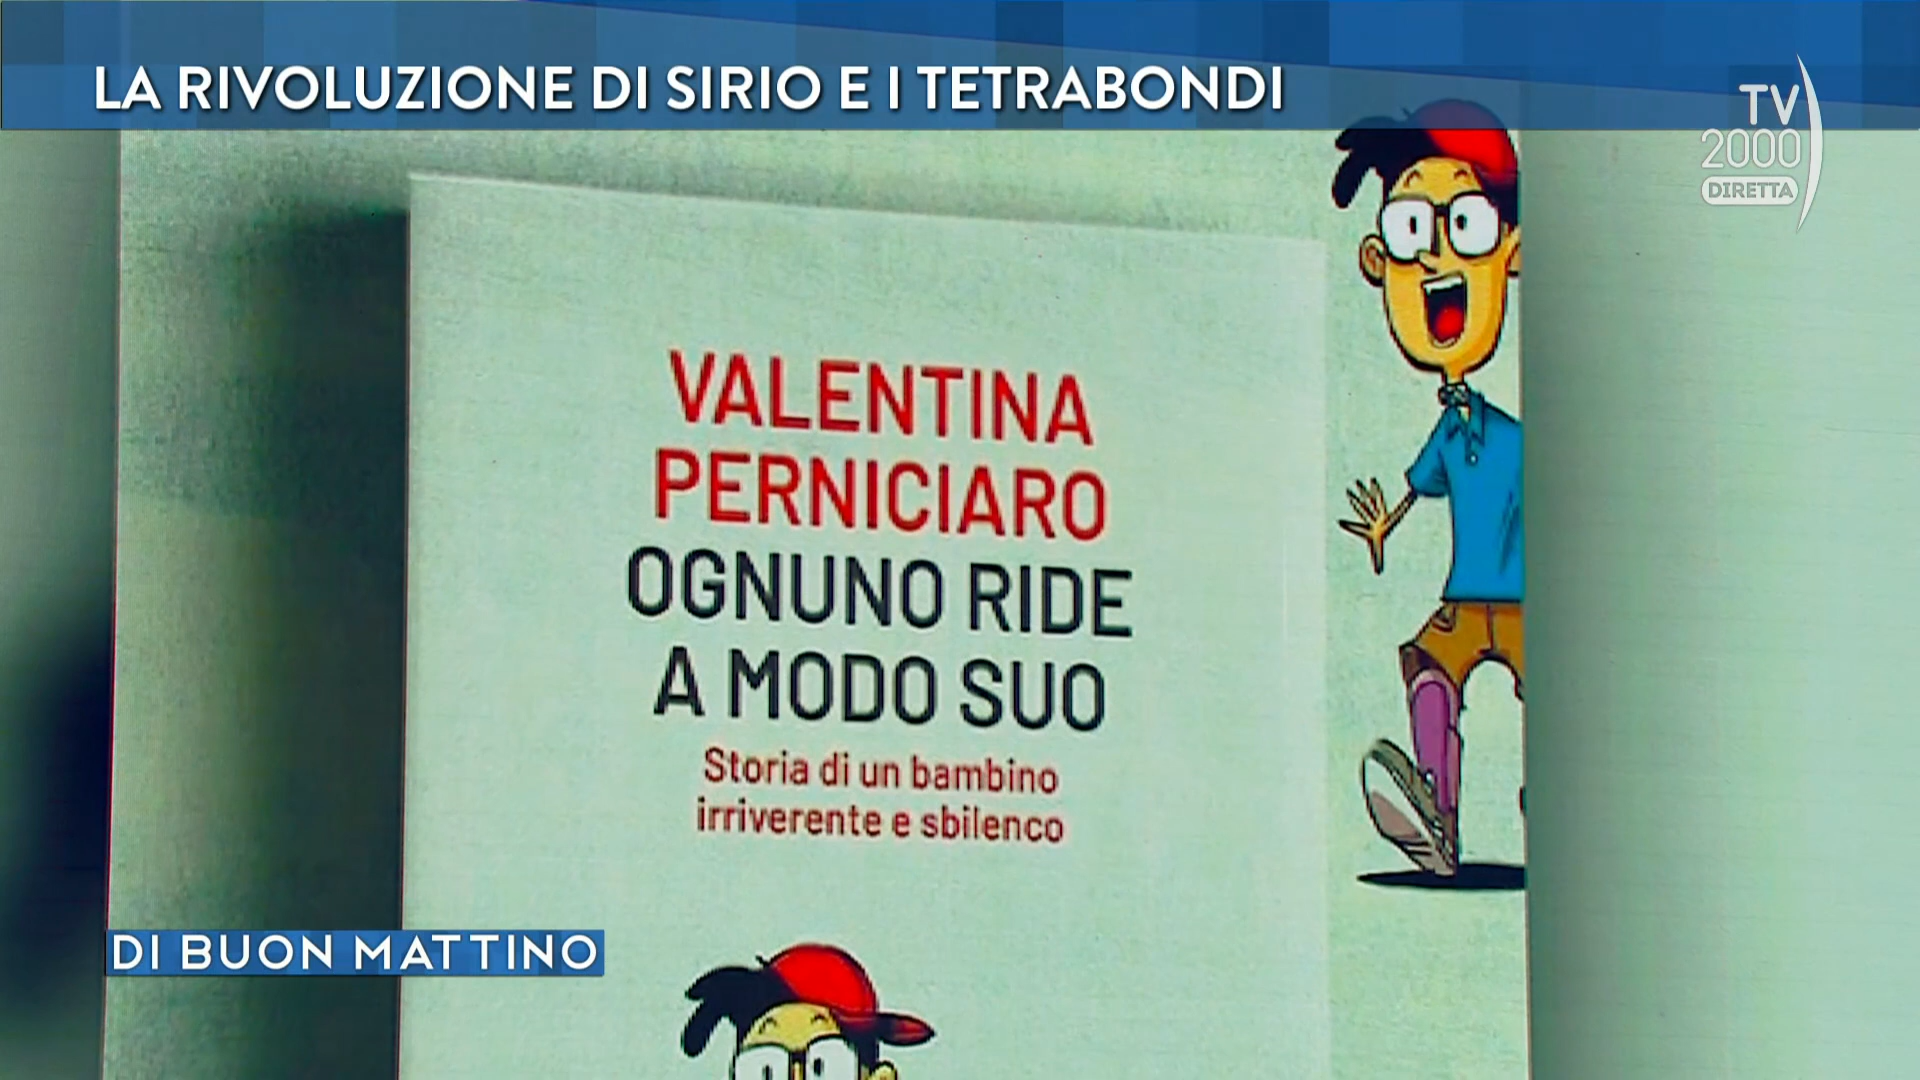 LA RIVOLUZIONE DI SIRIO E I TETRABONDI
TV
2000
DIRETTA
VALENTINA
PERNICIARO
OGNUNO RIDE
A MODO SUO
Storia di un bambino
irriverente e sbilenco
DI BUON MATTINO